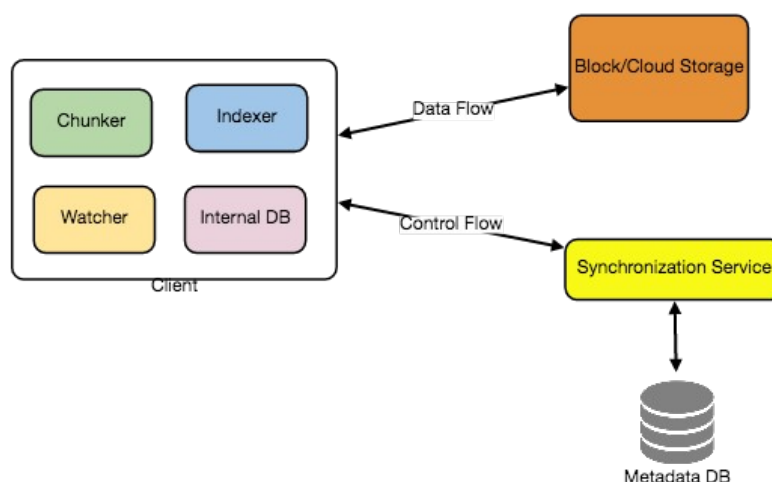 Block/Cloud Storage
Chunker
Indexer
Data Flow
Watcher
Internal DB
Control Flow
Client
Synchronization Service
Metadata DB